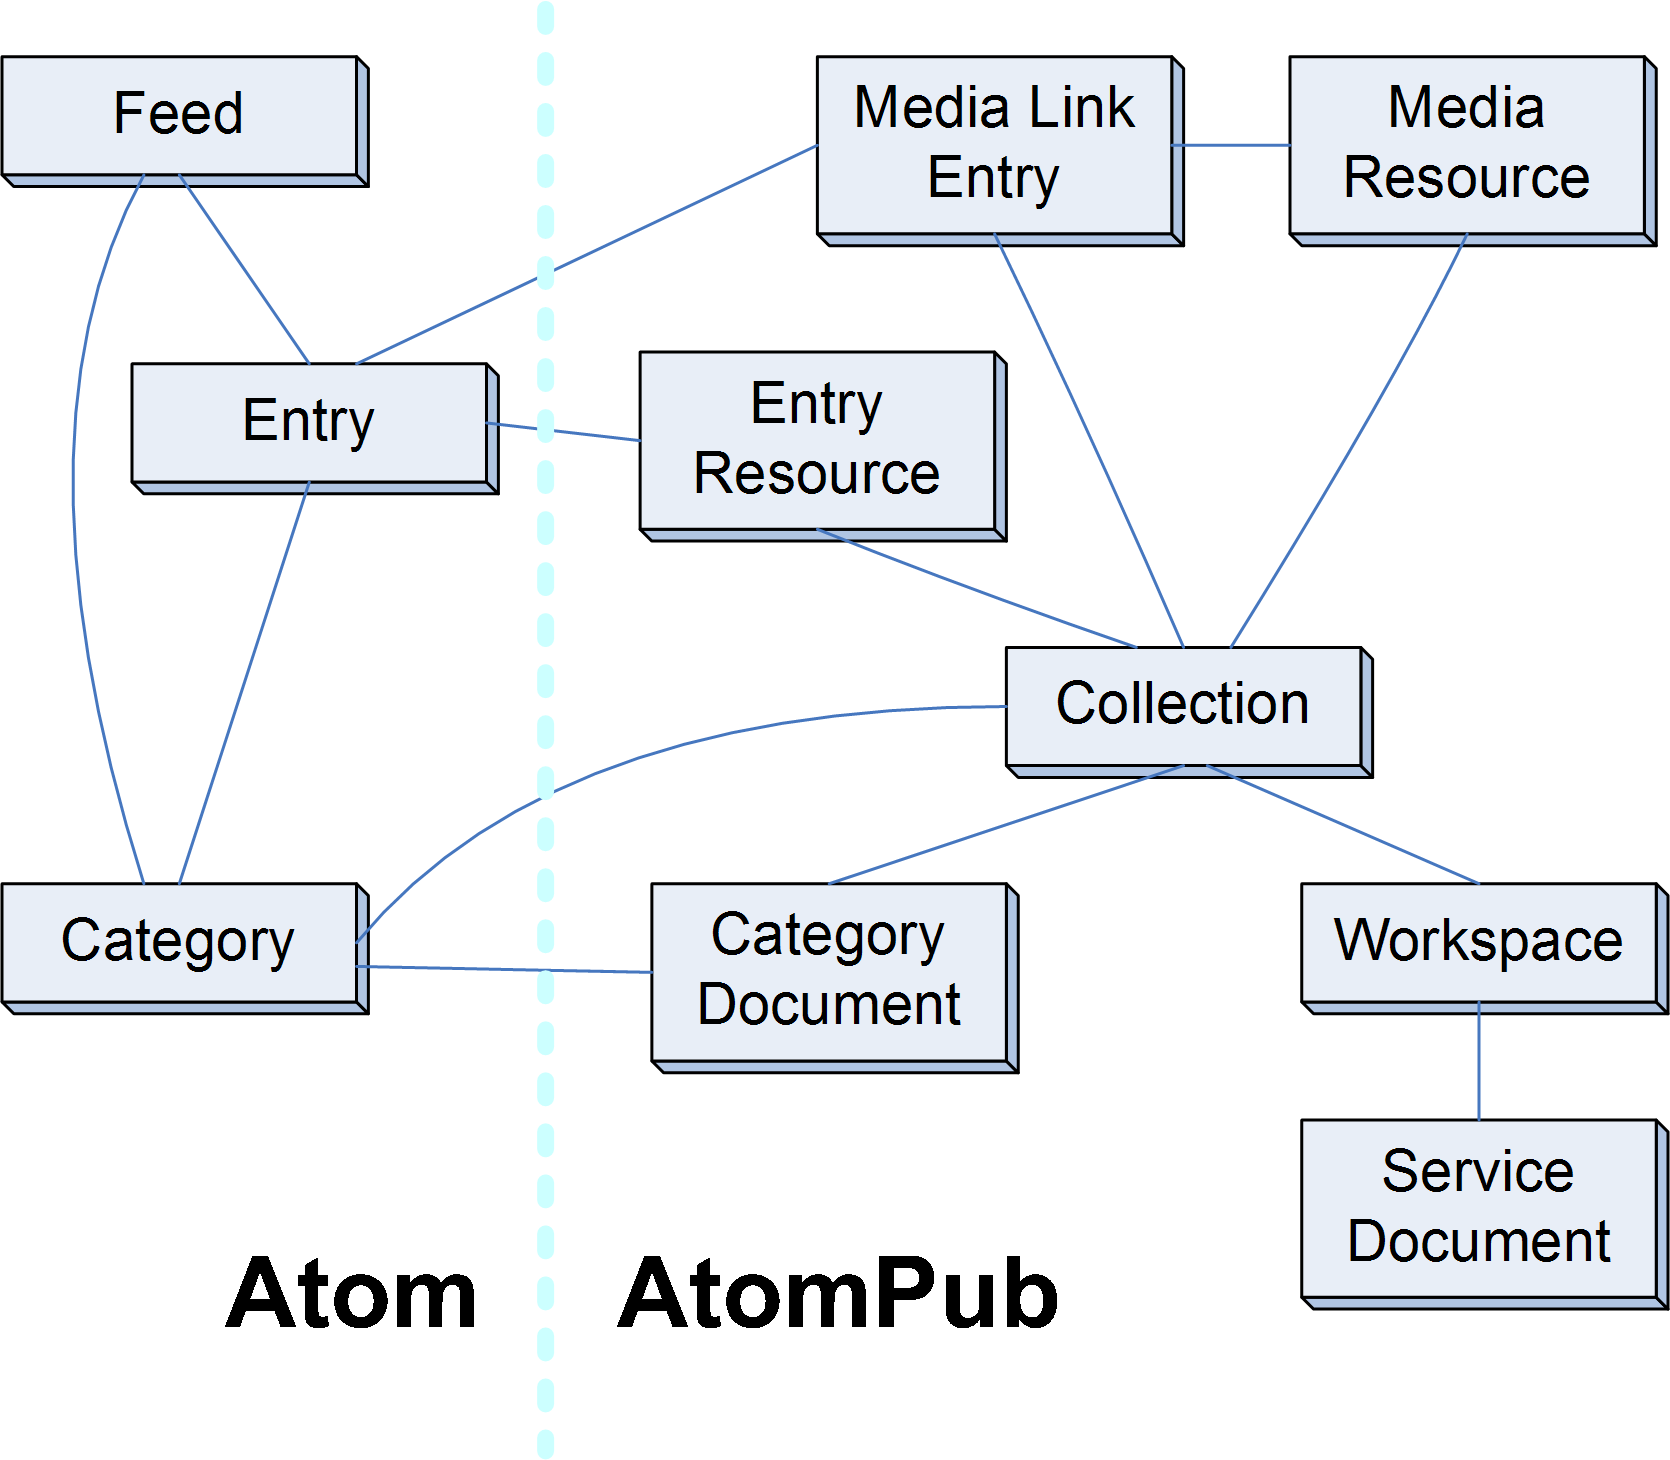 Feed
Media Link
Entry
Media
Resource
Entry
Entry
Resource
Collection
Category
Category
Document
Workspace
Service
Document
Atom
AtomPub